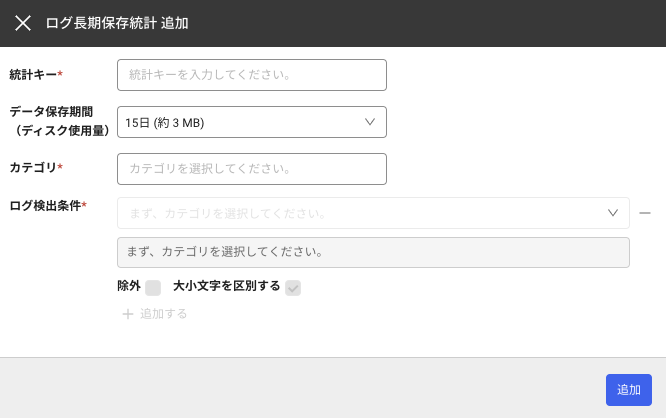 ログ長期保存統計 追加
統計キー*
統計キーを入力してください。
データ保存期間
（ディスク使用量）
15日 (約 3 MB)
カテゴリ*
カテゴリを選択してください。
ログ検出条件*
まず、カテゴリを選択してください。
まず、カテゴリを選択してください。
除外 大小文字を区別する
追加する
追加